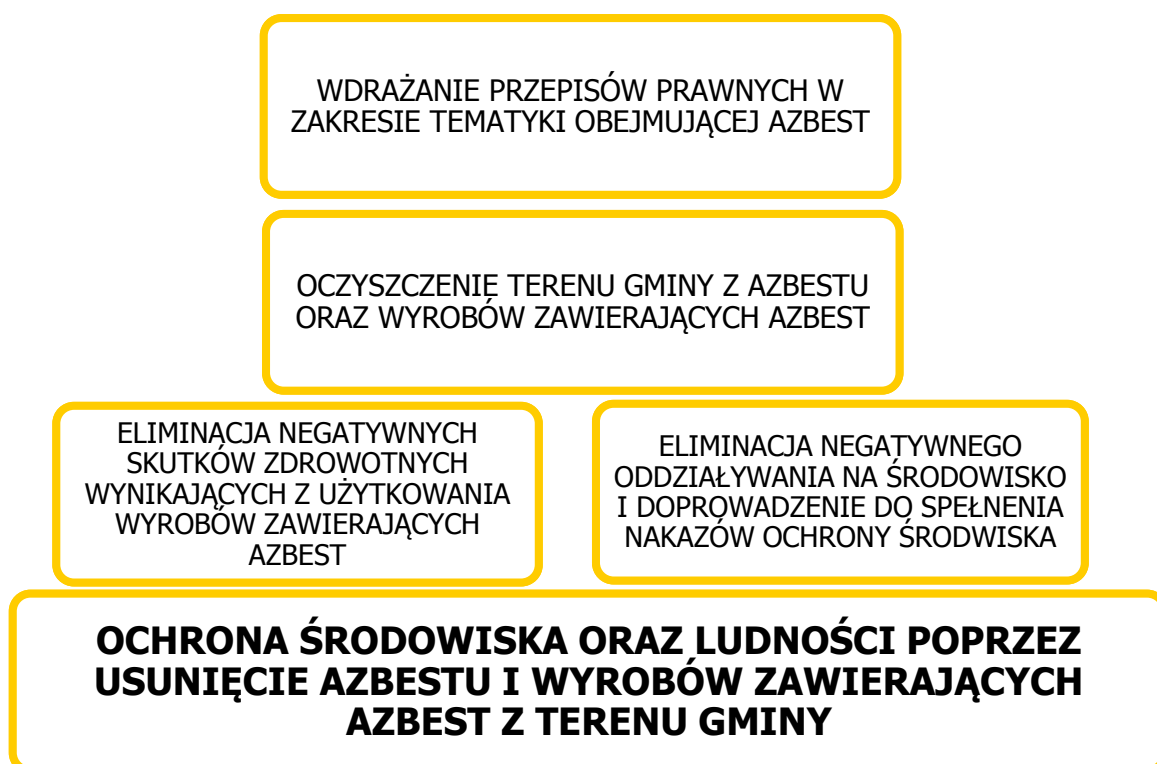 WDRAŻANIE PRZEPISÓW PRAWNYCH W
ZAKRESIE TEMATYKI OBEJMUJĄCEJ AZBEST
OCZYSZCZENIE TERENU GMINY Z AZBESTU
ORAZ WYROBÓW ZAWIERAJĄCYCH AZBEST
ELIMINACJA NEGATYWNYCH
SKUTKÓW ZDROWOTNYCH
WYNIKAJĄCYCH Z UŻYTKOWANIA
WYROBÓW ZAWIERAJĄCYCH
AZBEST
ELIMINACJA NEGATYWNEGO
ODDZIAŁYWANIA NA ŚRODOWISKO
I DOPROWADZENIE DO SPEŁNENIA
NAKAZÓW OCHRONY ŚRODWISKA
OCHRONA ŚRODOWISKA ORAZ LUDNOŚCI POPRZEZ
USUNIĘCIE AZBESTU I WYROBÓW ZAWIERAJĄCYCH
AZBEST Z TERENU GMINY